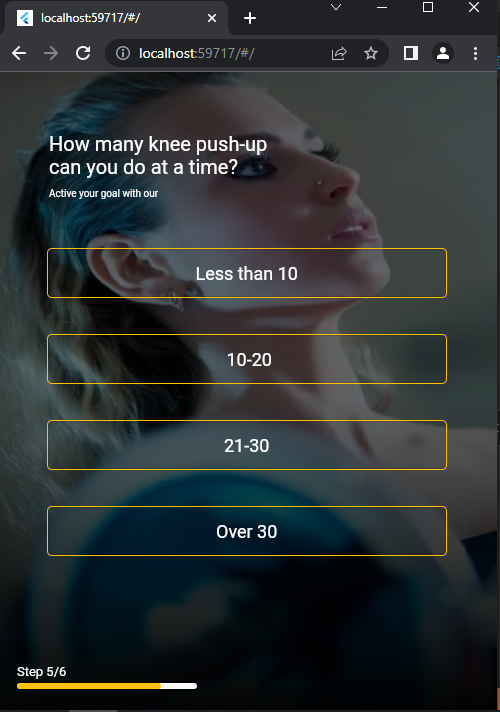 localhost:59717/#/
localhost:59717/#/
How many knee push-up
can you do at a time?
Active your goal with our
Less than 10
10-20
21-30
Over 30
Step 5/6